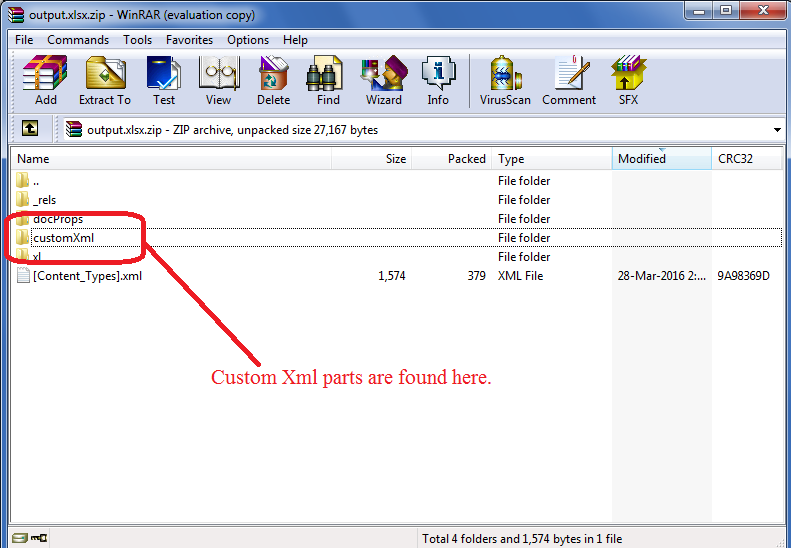 output.xlsx.zip - WinRAR (evaluation copy)
File Commands Tools Favorites Options Help
Add Extract To Test View Delete Find Wizard Info VirusScan Comment SFX
output.xlsx.zip - ZIP archive, unpacked size 27,167 bytes
Name Size Packed Type Modified CRC32
.. File folder
_rels File folder
docProps File folder
customXml File folder
xl File folder
[Content_Types].xml 1,574 379 XML File 28-Mar-2016 2:... 9A98369D
Custom Xml parts are found here.
Total 4 folders and 1,574 bytes in 1 file